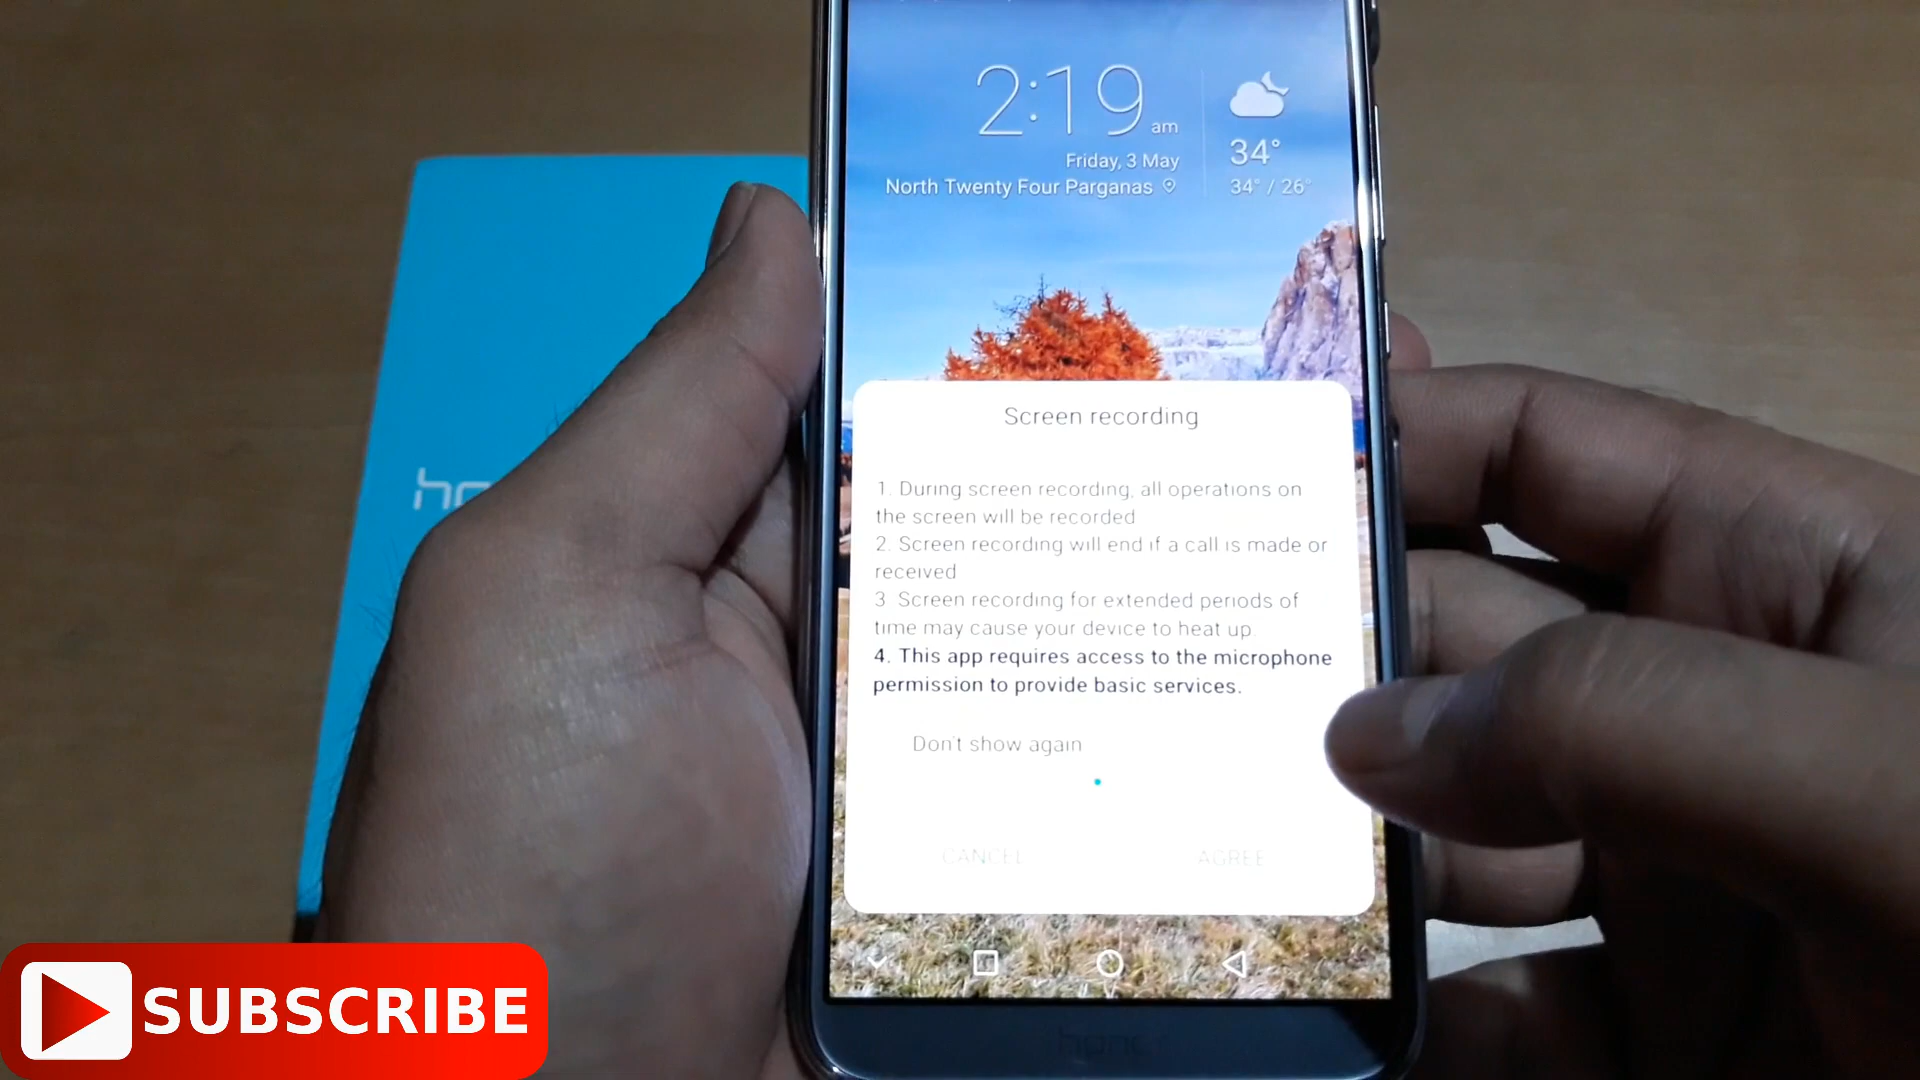 2:19 am
Friday, 3 May
North Twenty Four Parganas
34°
34° / 26°
Screen recording
1. During screen recording, all operations on
the screen will be recorded
2. Screen recording will end if a call is made or
received
3 Screen recording for extended periods of
time may cause your device to heat up.
4. This app requires access to the microphone
permission to provide basic services.
Don't show again
CANCEL
AGREE
honor
SUBSCRIBE